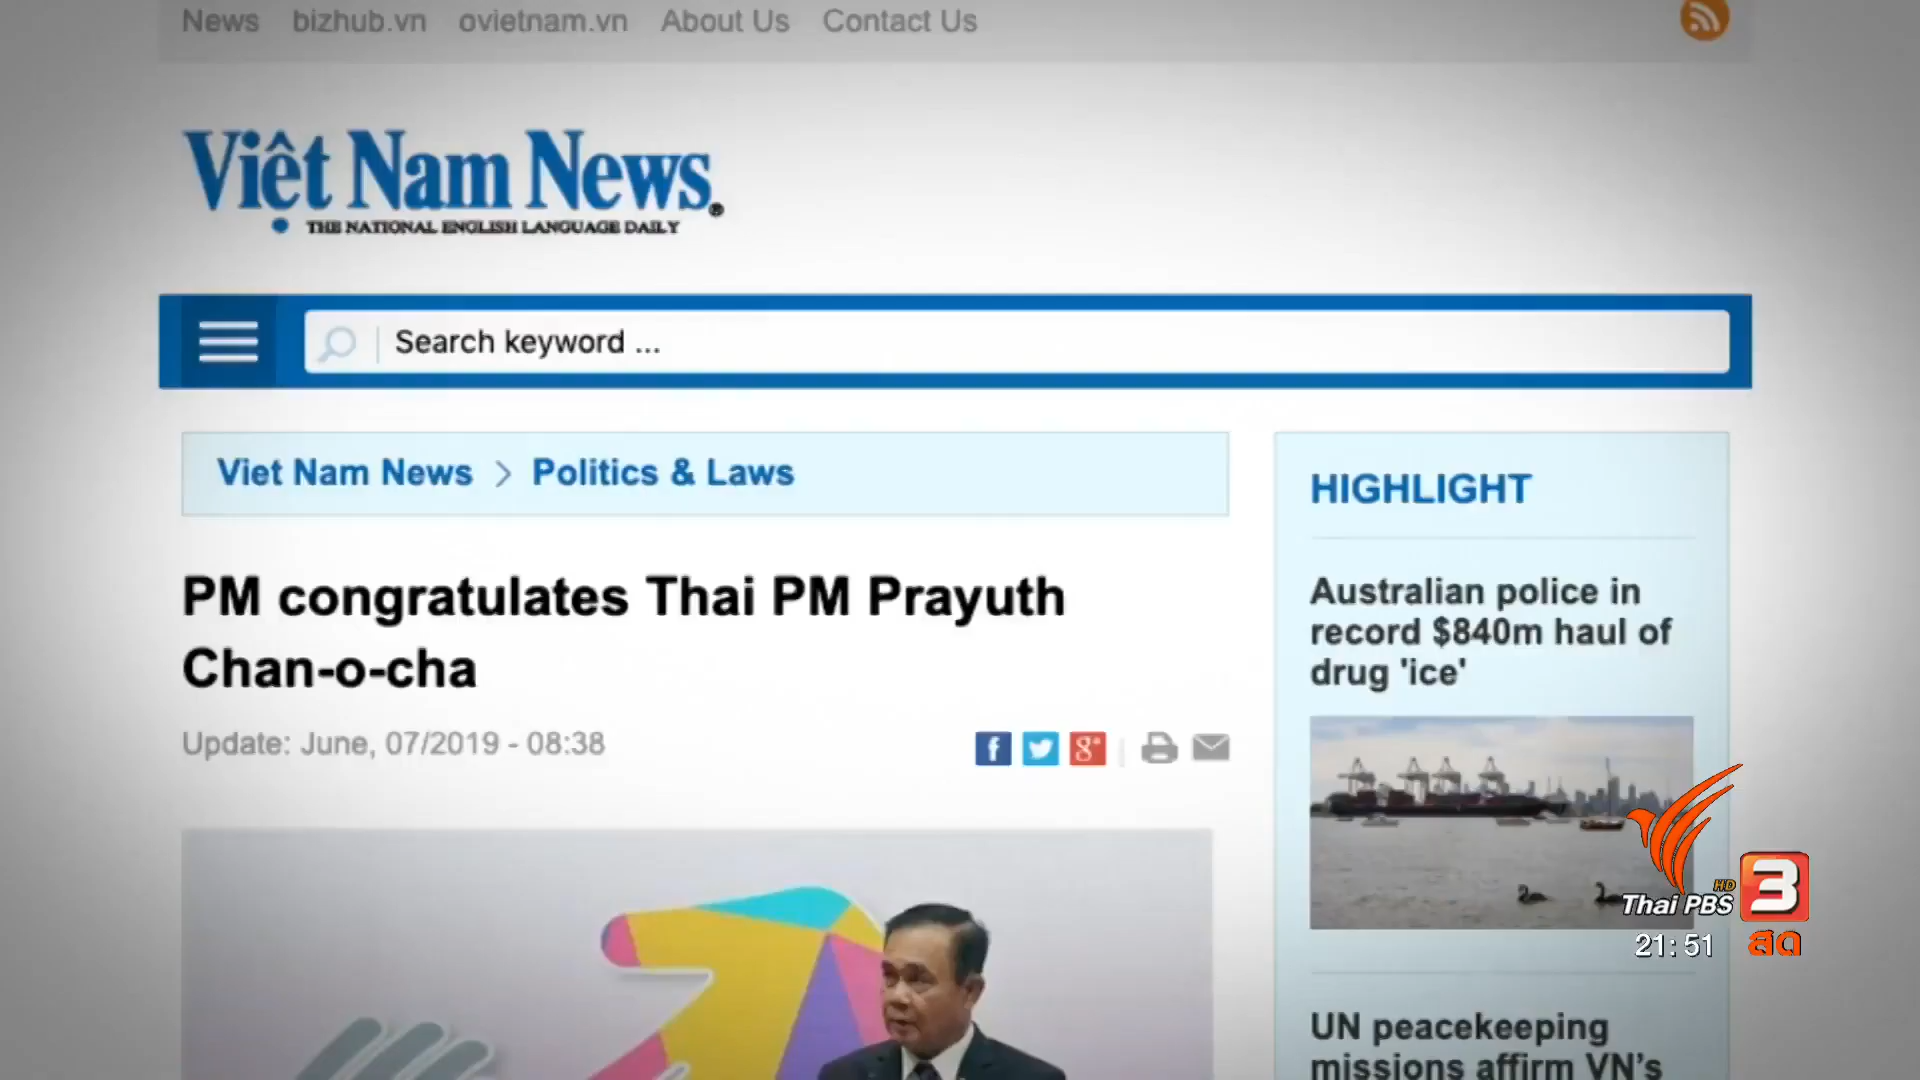 News bizhub.vn ovietnam.vn About Us Contact Us
Việt Nam News®
THE NATIONAL ENGLISH LANGUAGE DAILY
Search keyword ...
Viet Nam News > Politics & Laws
PM congratulates Thai PM Prayuth
Chan-o-cha
Update: June, 07/2019 - 08:38
f
g+
HIGHLIGHT
Australian police in
record $840m haul of
drug 'ice'
UN peacekeeping
missions affirm VN's
HD
Thai PBS 3
21:51 สด